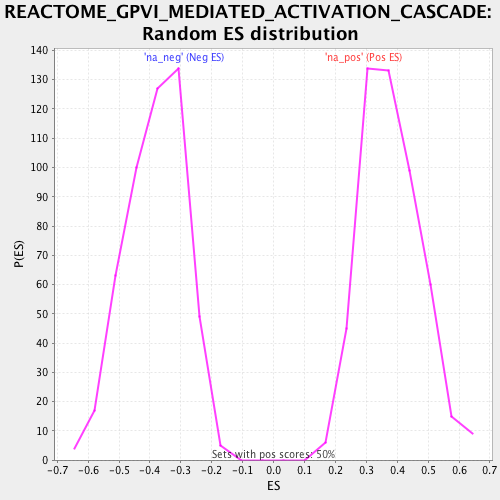 REACTOME_GPVI_MEDIATED_ACTIVATION_CASCADE:
Random ES distribution
'na_neg' (Neg ES) 'na_pos' (Pos ES)
140
130
120
110
100
90
80
70
60
50
40
30
20
10
0
P(ES)
Sets with pos scores: 50%
-0.7 -0.6 -0.5 -0.4 -0.3 -0.2 -0.1 0.0 0.1 0.2 0.3 0.4 0.5 0.6 0.7
ES